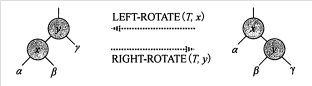 LEFT-ROTATE(T, x)
RIGHT-ROTATE(T, y)
y
x
α
β
γ
x
y
α
β
γ